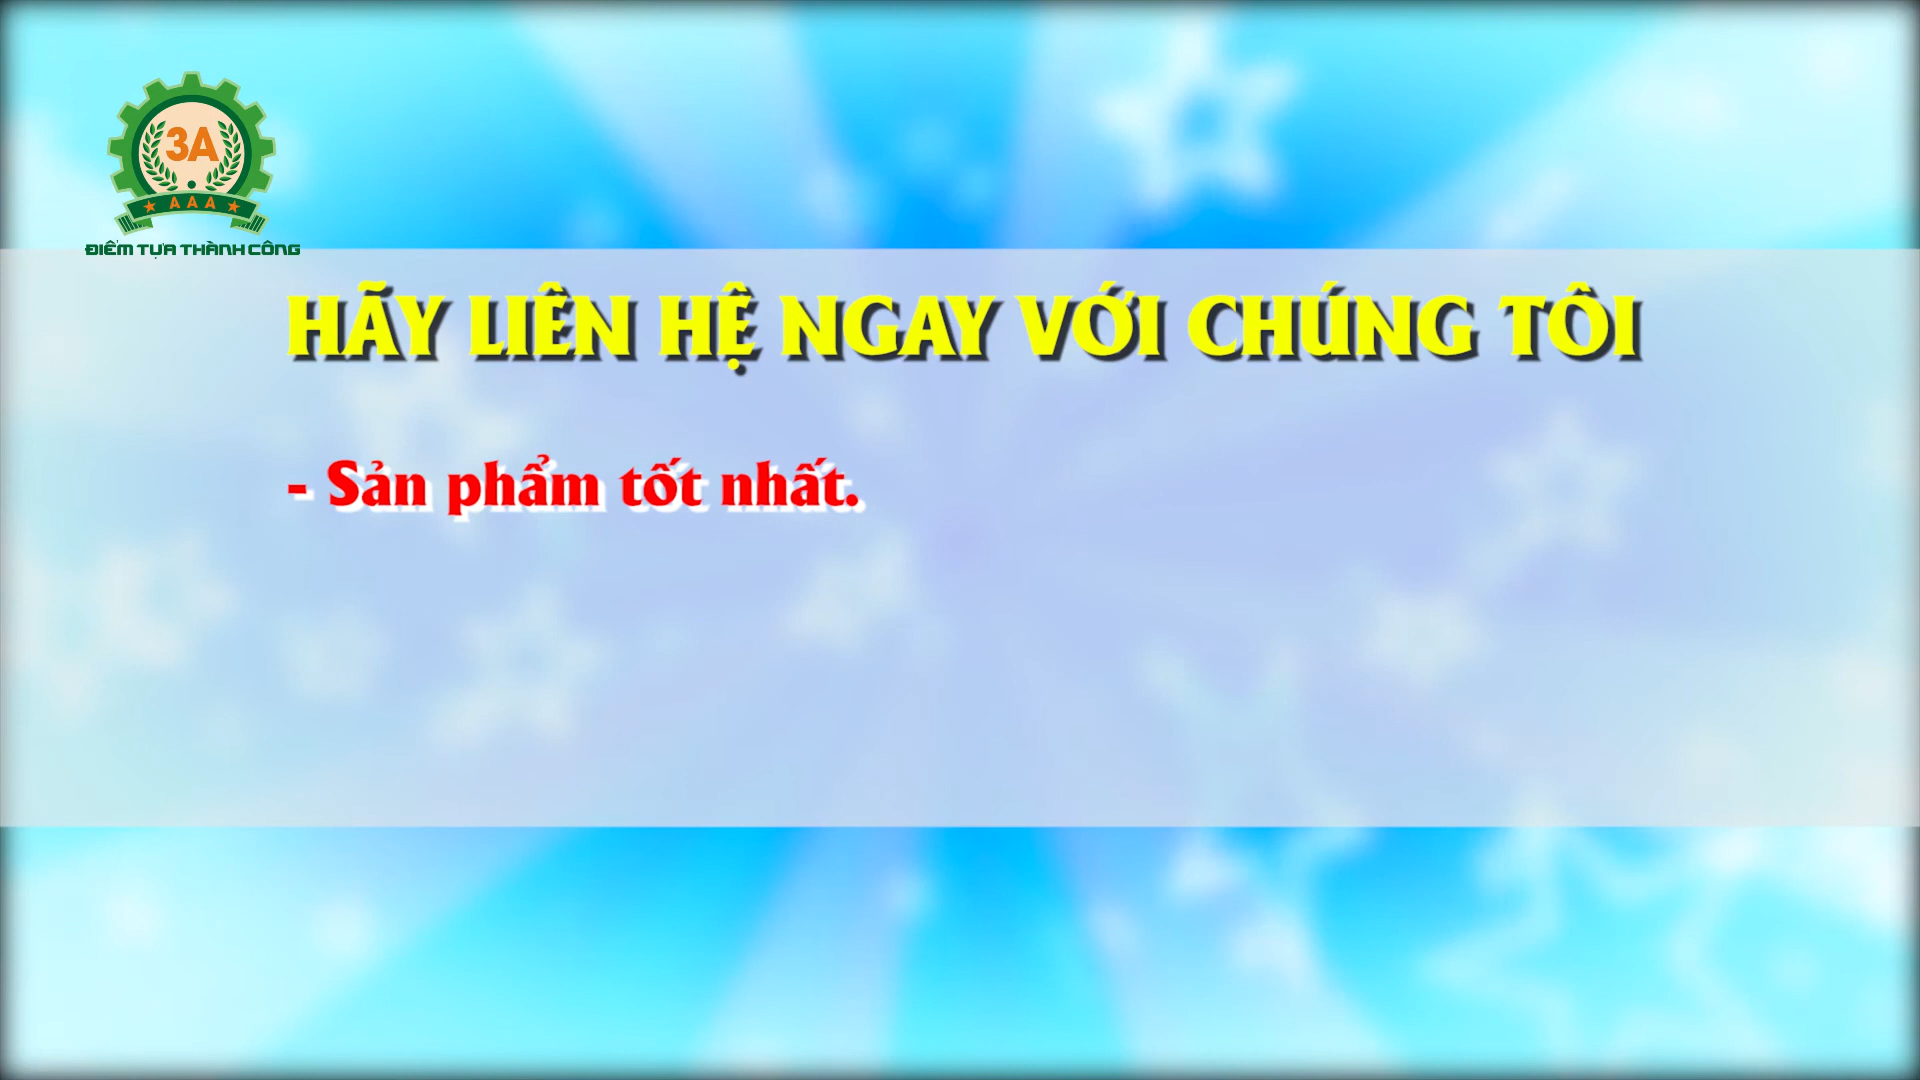 3A
AAA
ĐIỂM TỰA THÀNH CÔNG
HÃY LIÊN HỆ NGAY VỚI CHÚNG TÔI
- Sản phẩm tốt nhất.